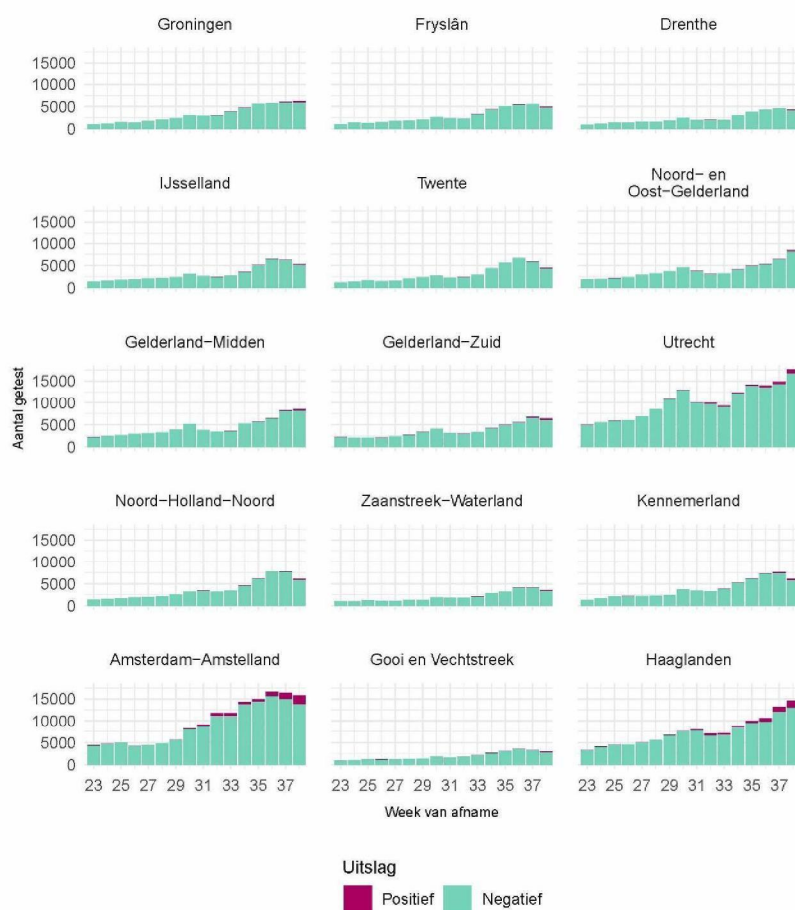 Groningen
Fryslân
Drenthe
15000
10000
5000
0
IJsselland
Twente
Noord- en
Oost-Gelderland
15000
10000
5000
0
Gelderland-Midden
Gelderland-Zuid
Utrecht
Aantal getest
15000
10000
5000
0
Noord-Holland-Noord
Zaanstreek-Waterland
Kennemerland
15000
10000
5000
0
Amsterdam-Amstelland
Gooi en Vechtstreek
Haaglanden
15000
10000
5000
0
23 25 27 29 31 33 35 37
23 25 27 29 31 33 35 37
23 25 27 29 31 33 35 37
Week van afname
Uitslag
Positief
Negatief